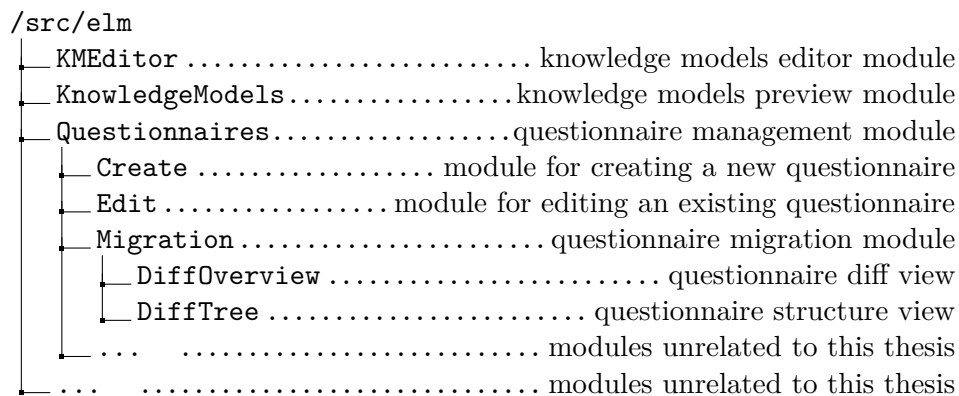 /src/elm
KMEditor .......................... knowledge models editor module
KnowledgeModels.................knowledge models preview module
Questionnaires..................questionnaire management module
Create .................. module for creating a new questionnaire
Edit.................module for editing an existing questionnaire
Migration.......................questionnaire migration module
DiffOverview ......................... questionnaire diff view
DiffTree ........................ questionnaire structure view
... ........................... modules unrelated to this thesis
... .............................. modules unrelated to this thesis